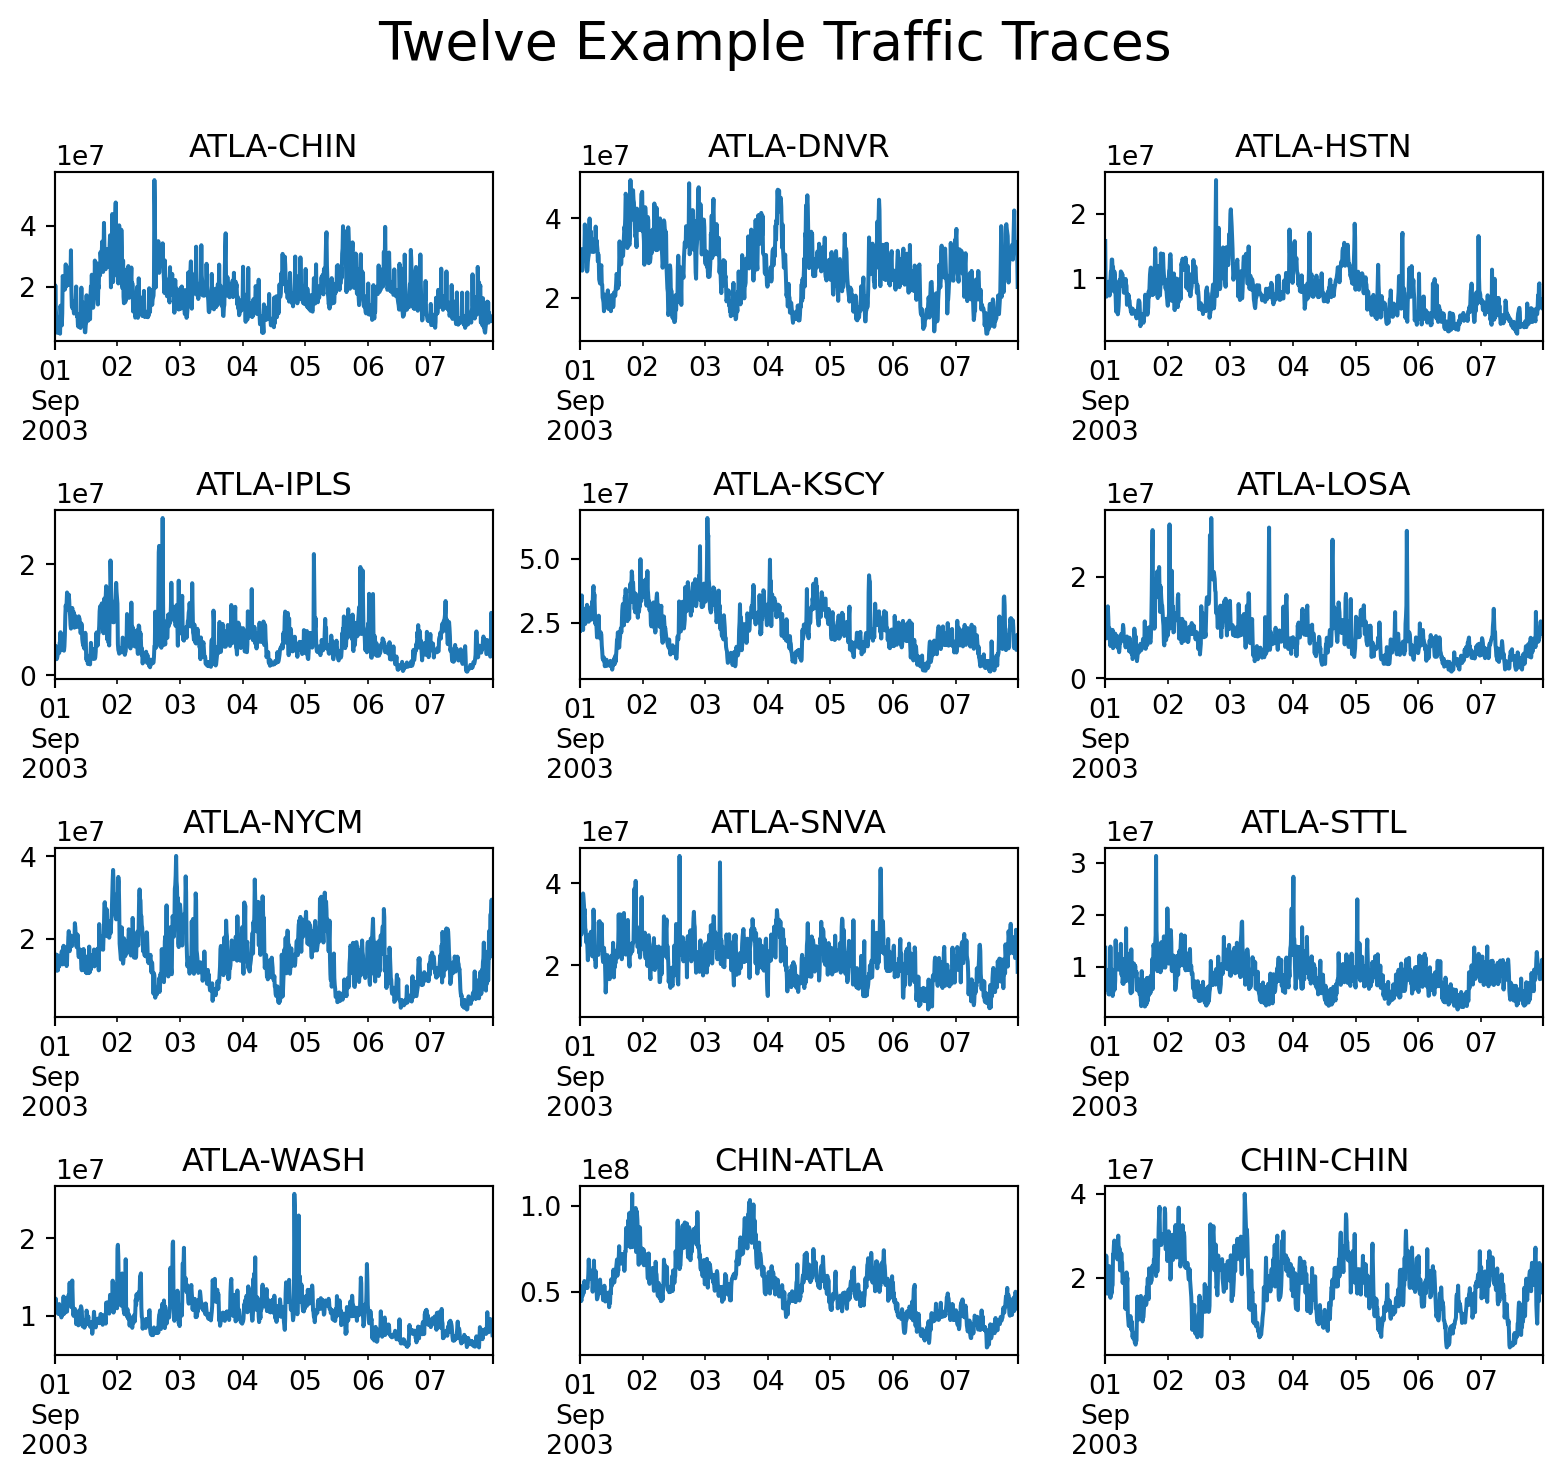 Twelve Example Traffic Traces
ATLA-CHIN
1e7
4
2
01 02 03 04 05 06 07
Sep
2003
ATLA-DNVR
1e7
4
2
01 02 03 04 05 06 07
Sep
2003
ATLA-HSTN
1e7
2
1
01 02 03 04 05 06 07
Sep
2003
ATLA-IPLS
1e7
2
0
01 02 03 04 05 06 07
Sep
2003
ATLA-KSCY
1e7
5.0
2.5
01 02 03 04 05 06 07
Sep
2003
ATLA-LOSA
1e7
2
0
01 02 03 04 05 06 07
Sep
2003
ATLA-NYCM
1e7
4
2
01 02 03 04 05 06 07
Sep
2003
ATLA-SNVA
1e7
4
2
01 02 03 04 05 06 07
Sep
2003
ATLA-STTL
1e7
3
2
1
01 02 03 04 05 06 07
Sep
2003
ATLA-WASH
1e7
2
1
01 02 03 04 05 06 07
Sep
2003
CHIN-ATLA
1e8
1.0
0.5
01 02 03 04 05 06 07
Sep
2003
CHIN-CHIN
1e7
4
2
01 02 03 04 05 06 07
Sep
2003